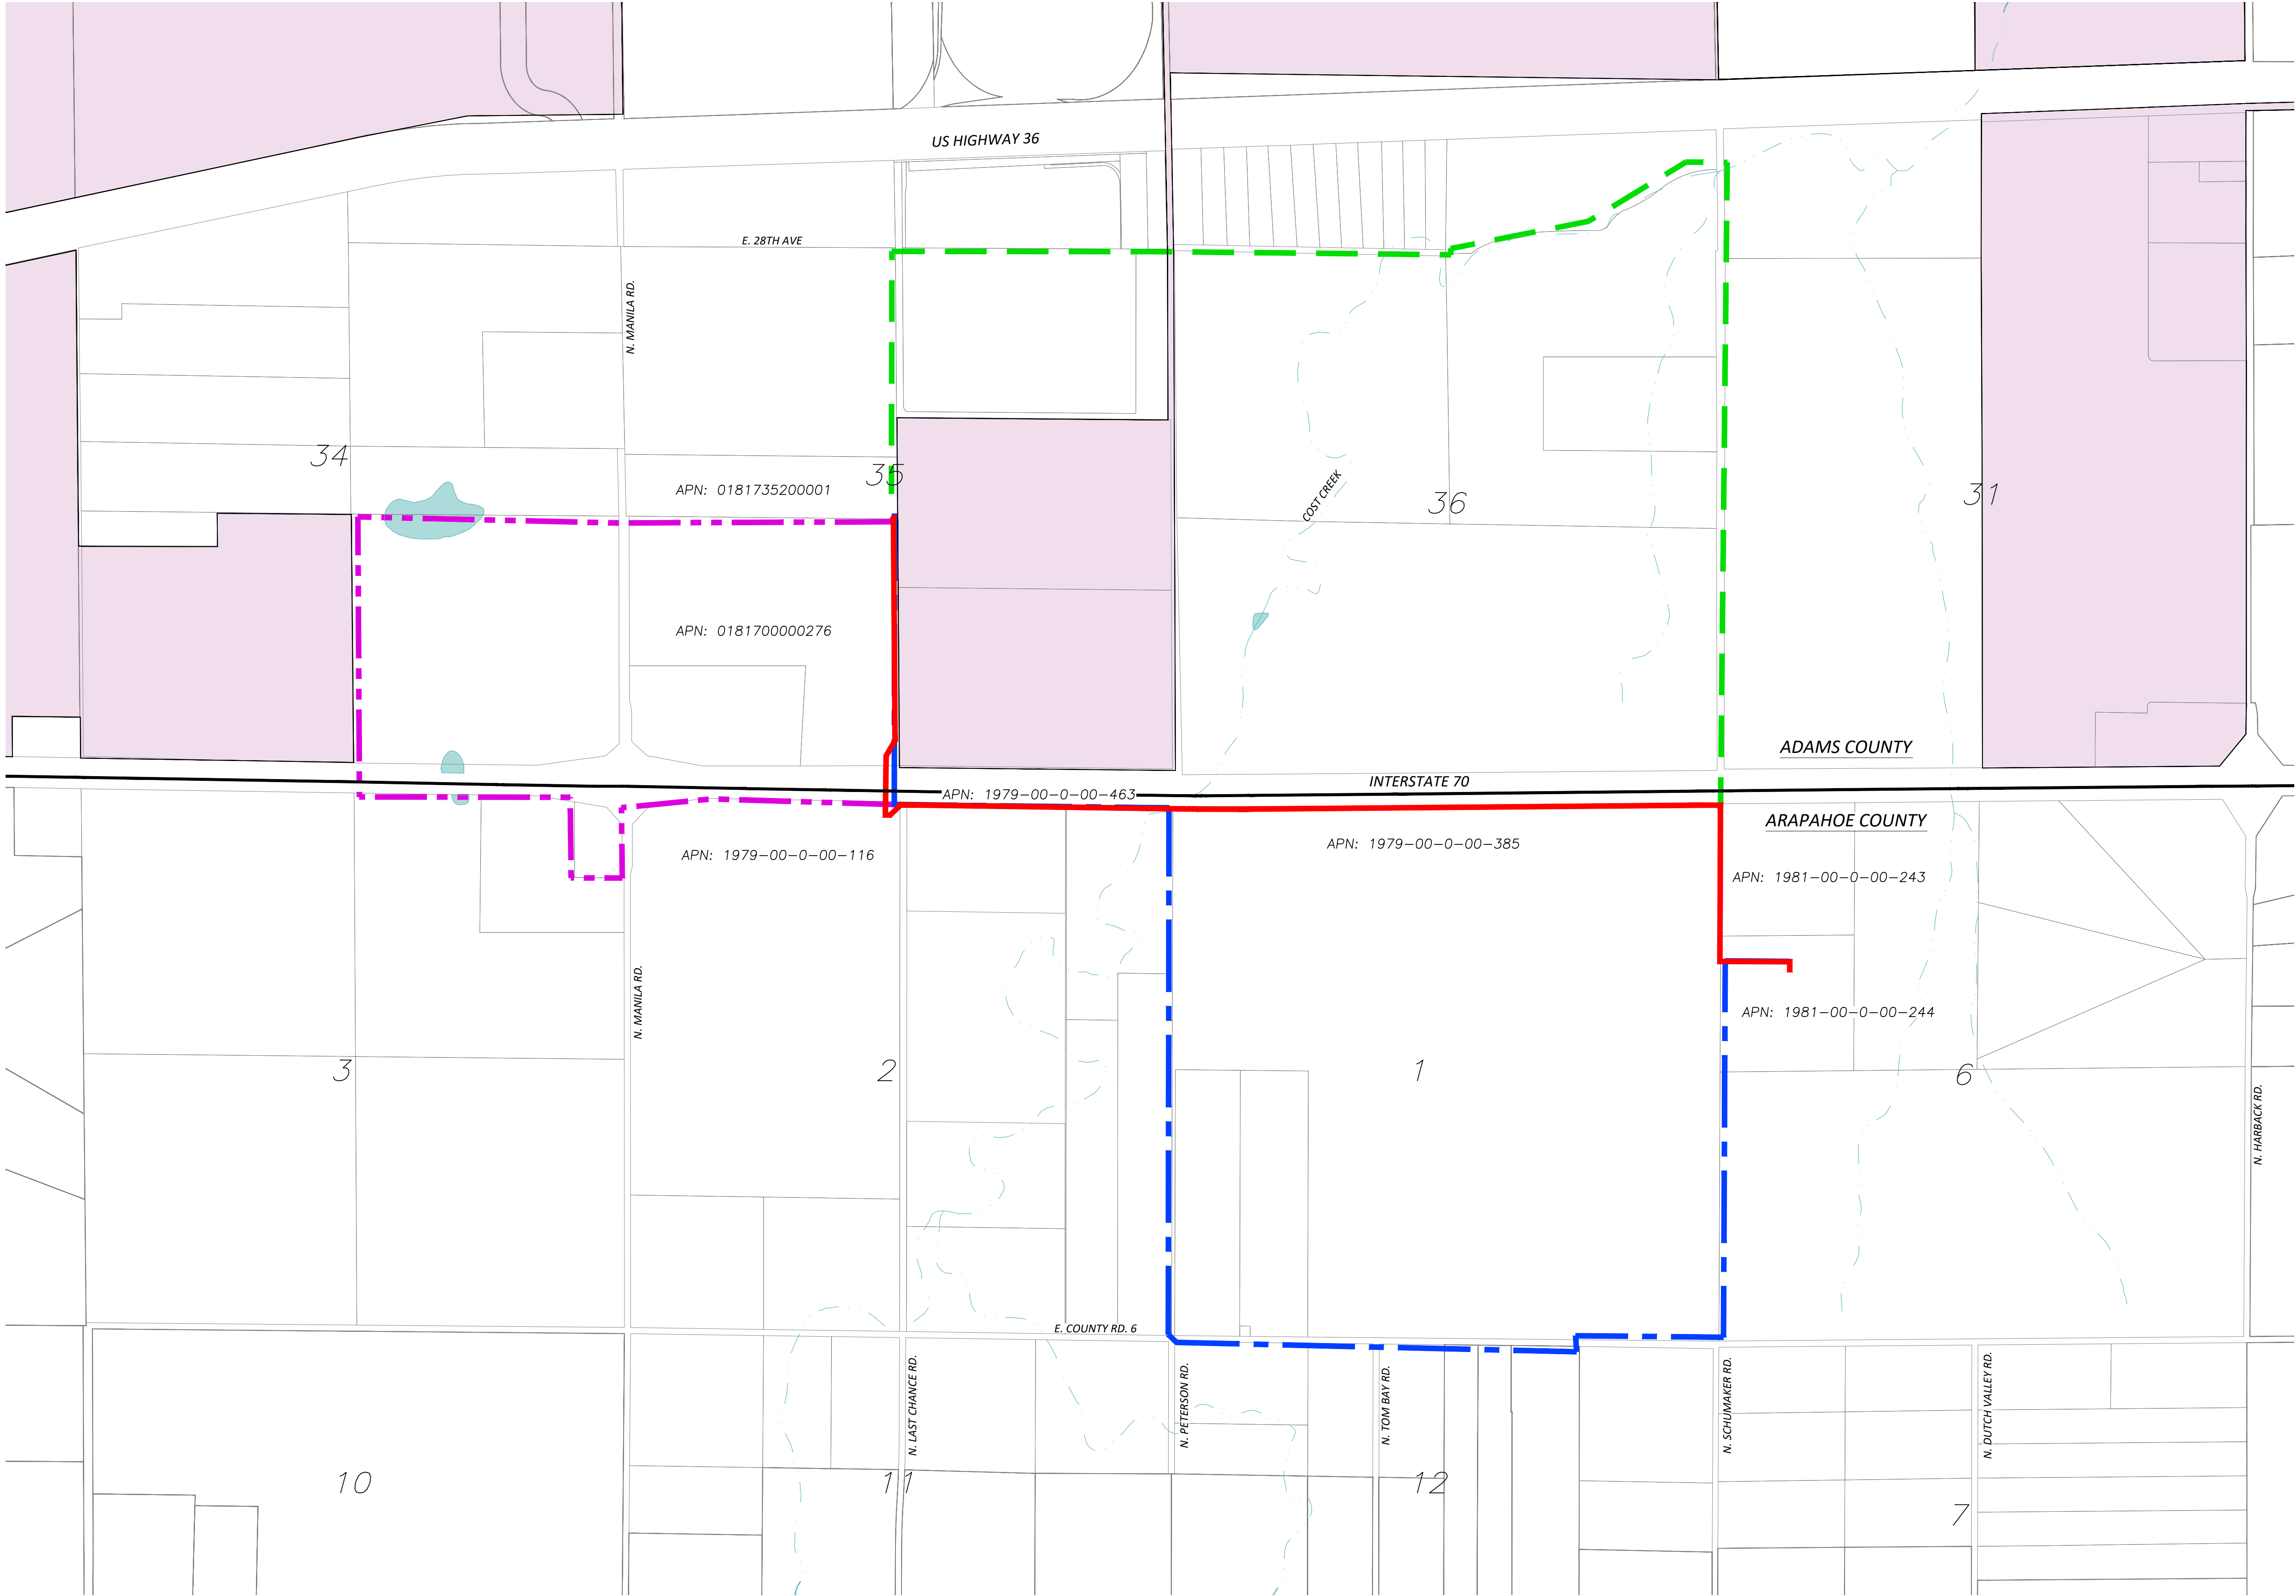 US HIGHWAY 36
E. 28TH AVE
N. MANILA RD.
34
35
APN: 0181735200001
COST CREEK
36
31
APN: 0181700000276
ADAMS COUNTY
INTERSTATE 70
APN: 1979-00-0-00-463
ARAPAHOE COUNTY
APN: 1979-00-0-00-116
APN: 1979-00-0-00-385
APN: 1981-00-0-00-243
N. MANILA RD.
APN: 1981-00-0-00-244
3
2
1
6
N. HARBACK RD.
E. COUNTY RD. 6
N. LAST CHANCE RD.
N. PETERSON RD.
N. TOM BAY RD.
N. SCHUMAKER RD.
N. DUTCH VALLEY RD.
10
11
12
7